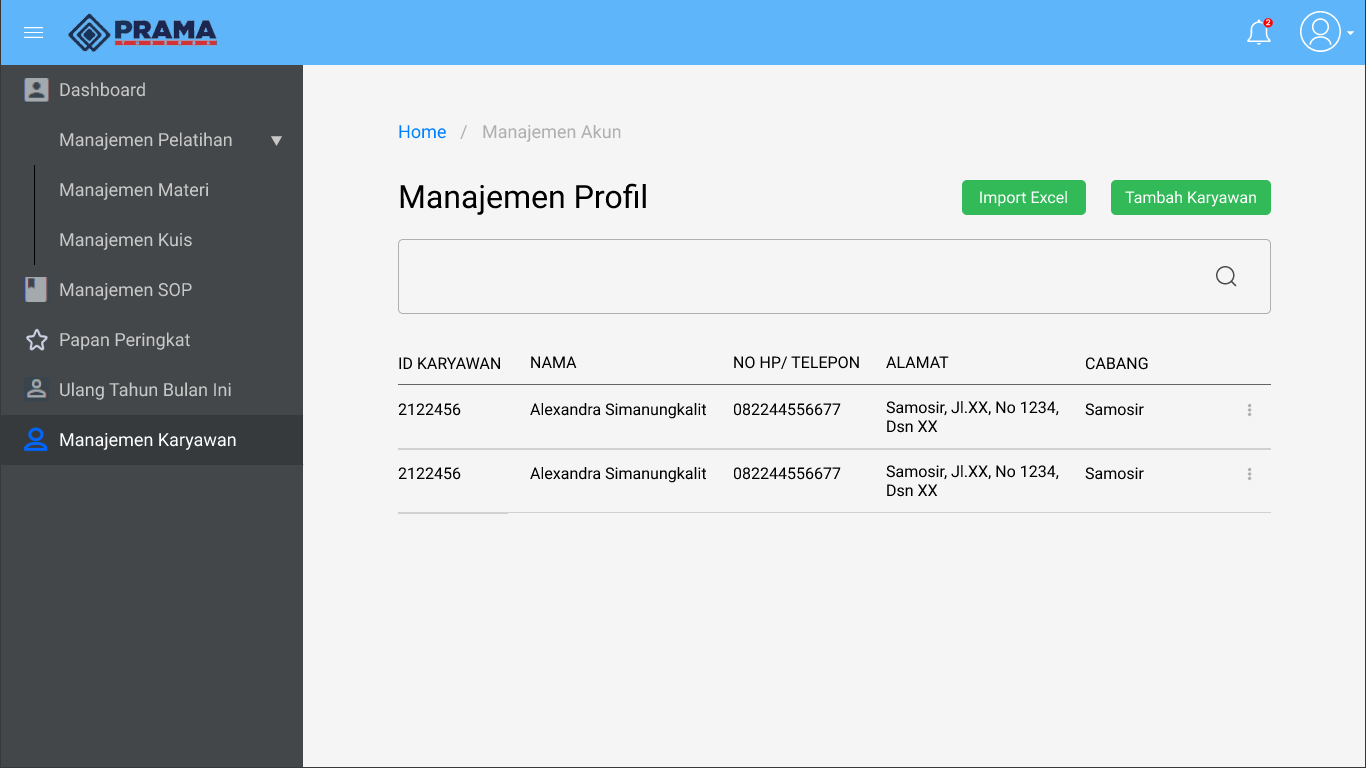 PRAMA
2
Dashboard
Manajemen Pelatihan
Manajemen Materi
Manajemen Kuis
Manajemen SOP
Papan Peringkat
Ulang Tahun Bulan Ini
Manajemen Karyawan
Home / Manajemen Akun
Manajemen Profil
Import Excel
Tambah Karyawan
ID KARYAWAN NAMA NO HP/ TELEPON ALAMAT CABANG
2122456 Alexandra Simanungkalit 082244556677 Samosir, Jl.XX, No 1234, Samosir
Dsn XX
2122456 Alexandra Simanungkalit 082244556677 Samosir, Jl.XX, No 1234, Samosir
Dsn XX